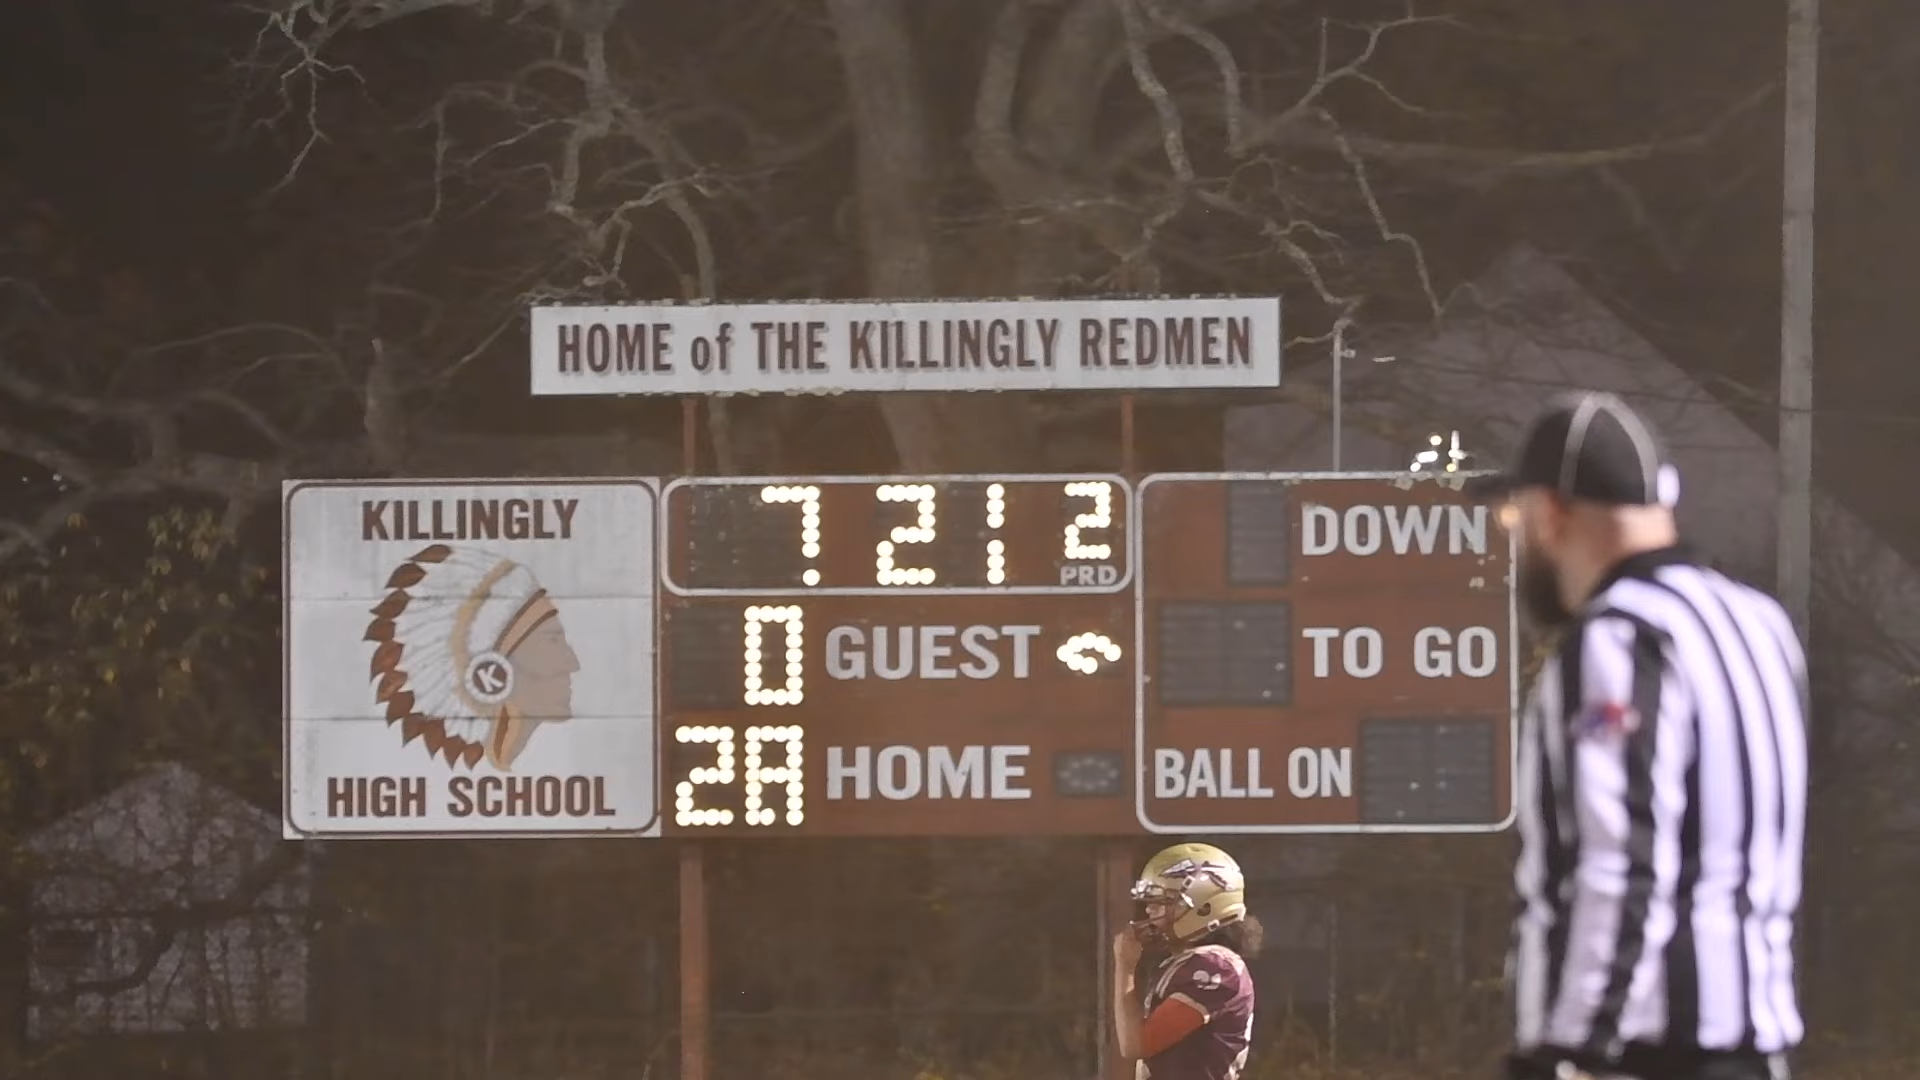 HOME of THE KILLINGLY REDMEN
KILLINGLY
K
HIGH SCHOOL
7 21 2
PRD
0 GUEST
28 HOME
DOWN
TO GO
BALL ON